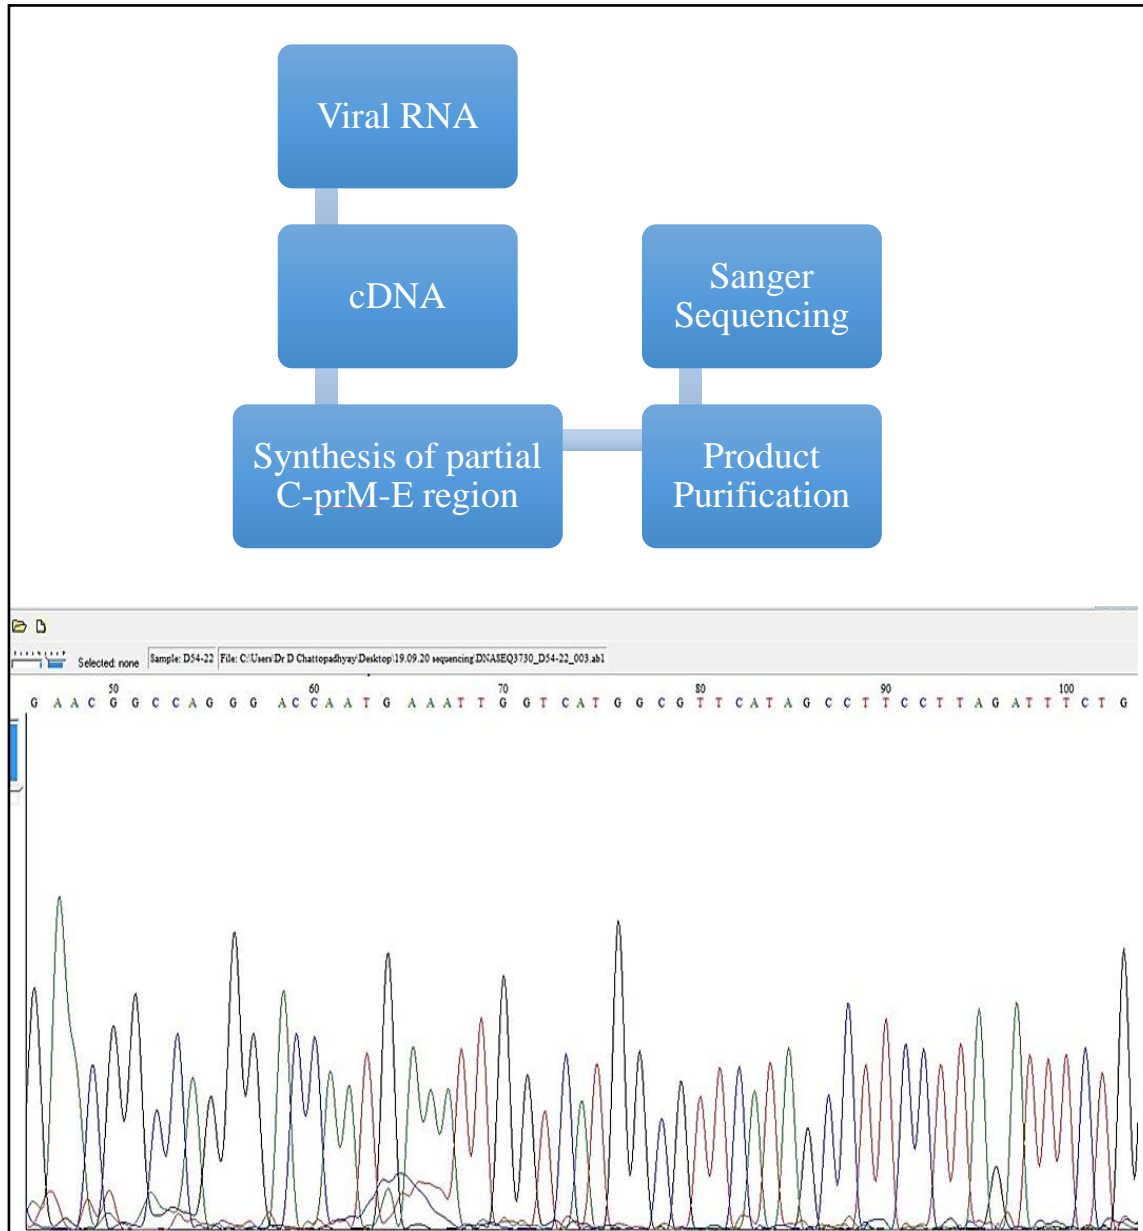 Viral RNA
cDNA
Synthesis of partial
C-prM-E region
Product
Purification
Sanger
Sequencing
Selected: none
Sample: D54-22
File: C:\Users\Dr D Chattopadhyay\Desktop\19.09.20 sequencing\DNASEQ3730_D54-22_003.ab1
50 60 70 80 90 100
G A A C G G C C A G G G A C C A A T G A A A T T G G T C A T G G C G T T C A T A G C C T T C C T T A G A T T T C T G